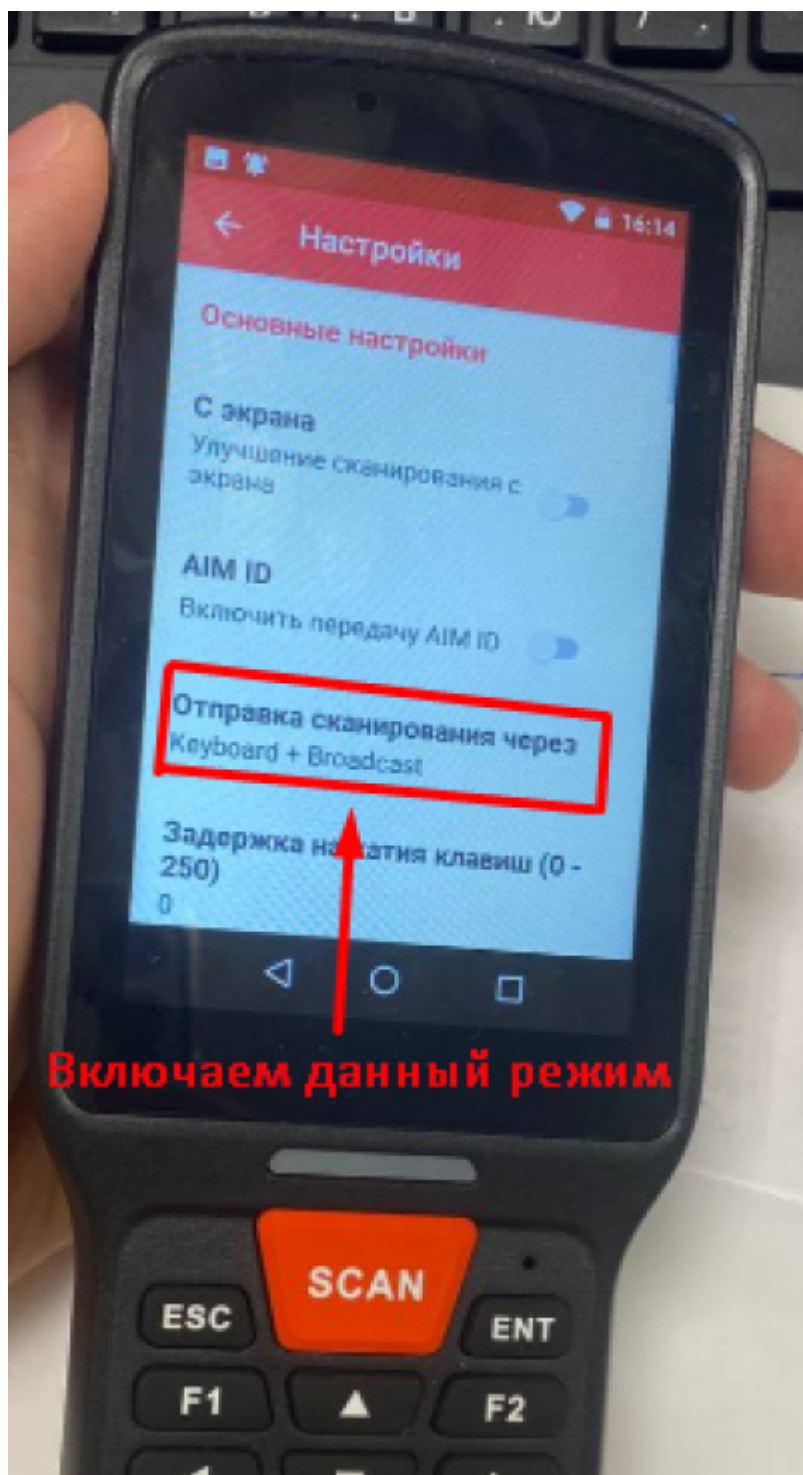 Ю
16:14
Настройки
Основные настройки
С экрана
Улучшение сканирования с
экрана
AIM ID
Включить передачу AIM ID
Отправка сканирования через
Keyboard + Broadcast
Задержка нажатия клавиш (0 -
250)
0
Включаем данный режим
SCAN
ESC
ENT
F1
F2